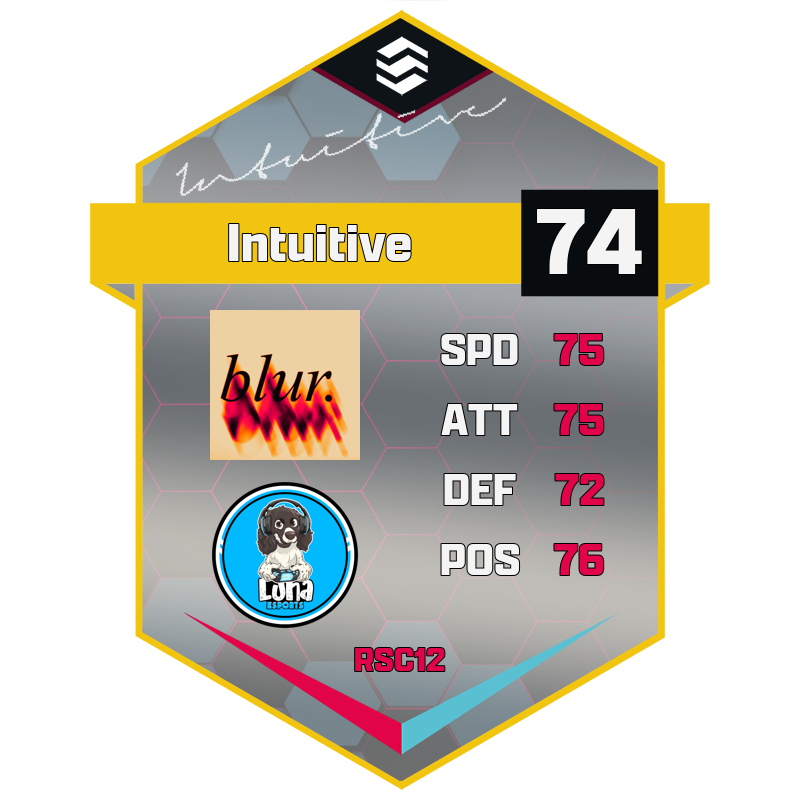 Intuitive
Intuitive 74
blur.
SPD 75
ATT 75
DEF 72
POS 76
Luna
ESPORTS
RSC12